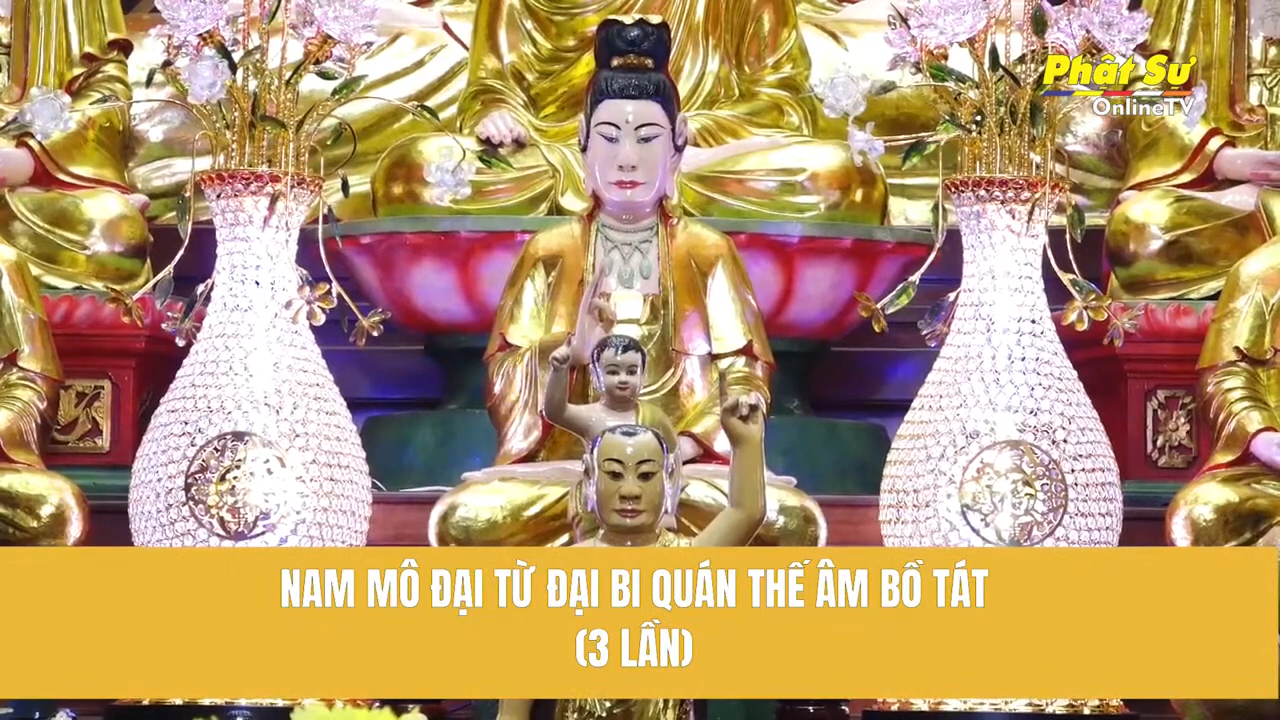 Phật Sự
OnlineTV
NAM MÔ ĐẠI TỪ ĐẠI BI QUÁN THẾ ÂM BỒ TÁT
(3 LẦN)